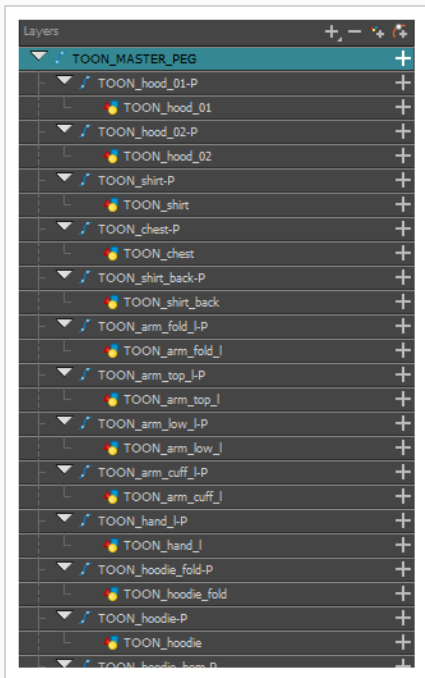 Layers
TOON_MASTER_PEG
TOON_hood_01-P
TOON_hood_01
TOON_hood_02-P
TOON_hood_02
TOON_shirt-P
TOON_shirt
TOON_chest-P
TOON_chest
TOON_shirt_back-P
TOON_shirt_back
TOON_arm_fold_l-P
TOON_arm_fold_l
TOON_arm_top_l-P
TOON_arm_top_l
TOON_arm_low_l-P
TOON_arm_low_l
TOON_arm_cuff_l-P
TOON_arm_cuff_l
TOON_hand_l-P
TOON_hand_l
TOON_hoodie_fold-P
TOON_hoodie_fold
TOON_hoodie-P
TOON_hoodie
TOON_hoodie_hem-P